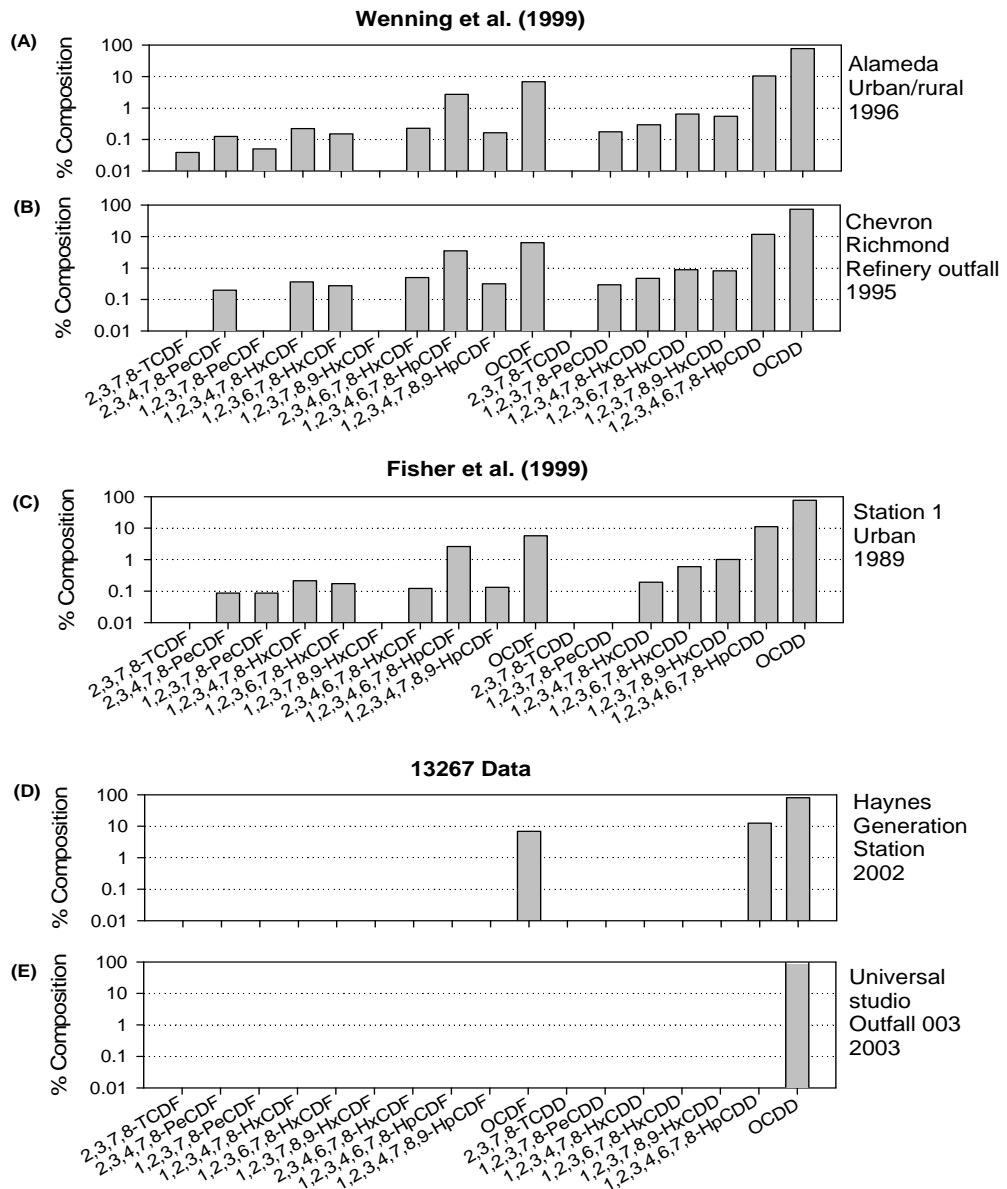 Wenning et al. (1999)
(A)
% Composition
100
10
1
0.1
0.01
Alameda
Urban/rural
1996
(B)
% Composition
100
10
1
0.1
0.01
Chevron
Richmond
Refinery outfall
1995
2,3,7,8-TCDF
2,3,4,7,8-PeCDF
1,2,3,7,8-PeCDF
1,2,3,4,7,8-HxCDF
1,2,3,6,7,8-HxCDF
1,2,3,7,8,9-HxCDF
2,3,4,6,7,8-HxCDF
1,2,3,4,6,7,8-HpCDF
1,2,3,4,7,8,9-HpCDF
OCDF
2,3,7,8-TCDD
1,2,3,7,8-PeCDD
1,2,3,4,7,8-HxCDD
1,2,3,6,7,8-HxCDD
1,2,3,7,8,9-HxCDD
1,2,3,4,6,7,8-HpCDD
OCDD
Fisher et al. (1999)
(C)
% Composition
100
10
1
0.1
0.01
Station 1
Urban
1989
2,3,7,8-TCDF
2,3,4,7,8-PeCDF
1,2,3,7,8-PeCDF
1,2,3,4,7,8-HxCDF
1,2,3,6,7,8-HxCDF
1,2,3,7,8,9-HxCDF
2,3,4,6,7,8-HxCDF
1,2,3,4,6,7,8-HpCDF
1,2,3,4,7,8,9-HpCDF
OCDF
2,3,7,8-TCDD
1,2,3,7,8-PeCDD
1,2,3,4,7,8-HxCDD
1,2,3,6,7,8-HxCDD
1,2,3,7,8,9-HxCDD
1,2,3,4,6,7,8-HpCDD
OCDD
13267 Data
(D)
% Composition
100
10
1
0.1
0.01
Haynes
Generation
Station
2002
(E)
% Composition
100
10
1
0.1
0.01
Universal
studio
Outfall 003
2003
2,3,7,8-TCDF
2,3,4,7,8-PeCDF
1,2,3,7,8-PeCDF
1,2,3,4,7,8-HxCDF
1,2,3,6,7,8-HxCDF
1,2,3,7,8,9-HxCDF
2,3,4,6,7,8-HxCDF
1,2,3,4,6,7,8-HpCDF
1,2,3,4,7,8,9-HpCDF
OCDF
2,3,7,8-TCDD
1,2,3,7,8-PeCDD
1,2,3,4,7,8-HxCDD
1,2,3,6,7,8-HxCDD
1,2,3,7,8,9-HxCDD
1,2,3,4,6,7,8-HpCDD
OCDD